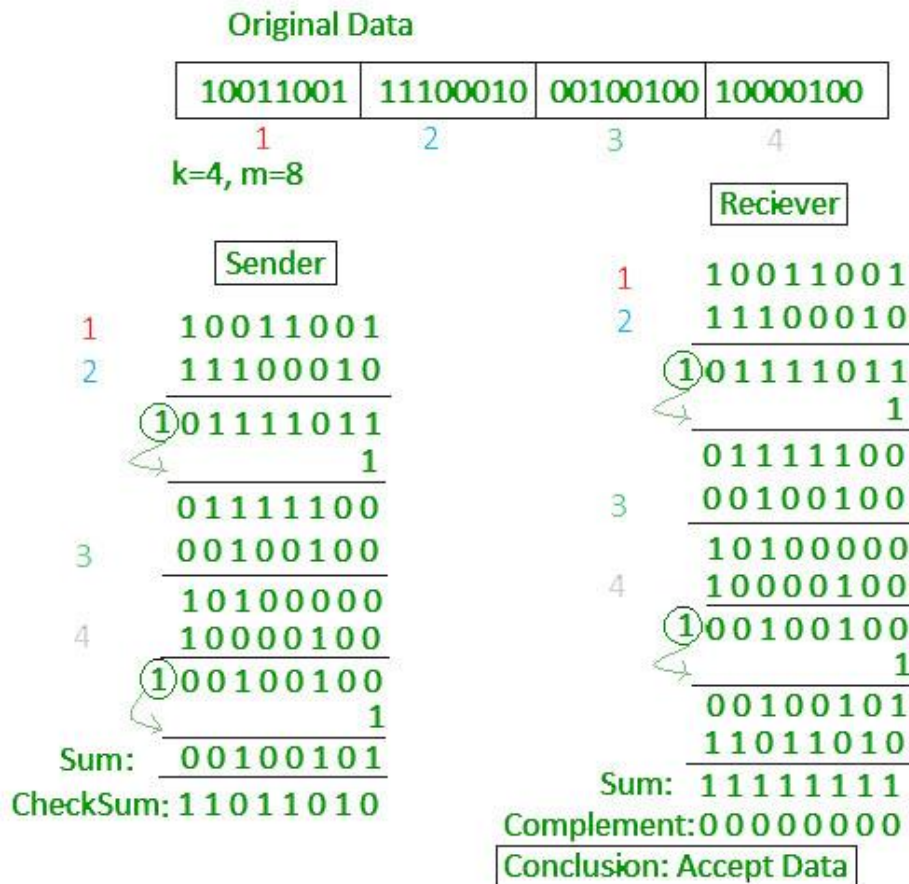 Original Data
10011001 11100010 00100100 10000100
1 2 3 4
k=4, m=8
Sender
1 10011001
2 11100010
1 01111011
1
01111100
3 00100100
10100000
4 10000100
1 00100100
1
Sum: 00100101
CheckSum: 11011010
Reciever
1 10011001
2 11100010
1 01111011
1
01111100
3 00100100
10100000
4 10000100
1 00100100
1
00100101
11011010
Sum: 11111111
Complement: 00000000
Conclusion: Accept Data